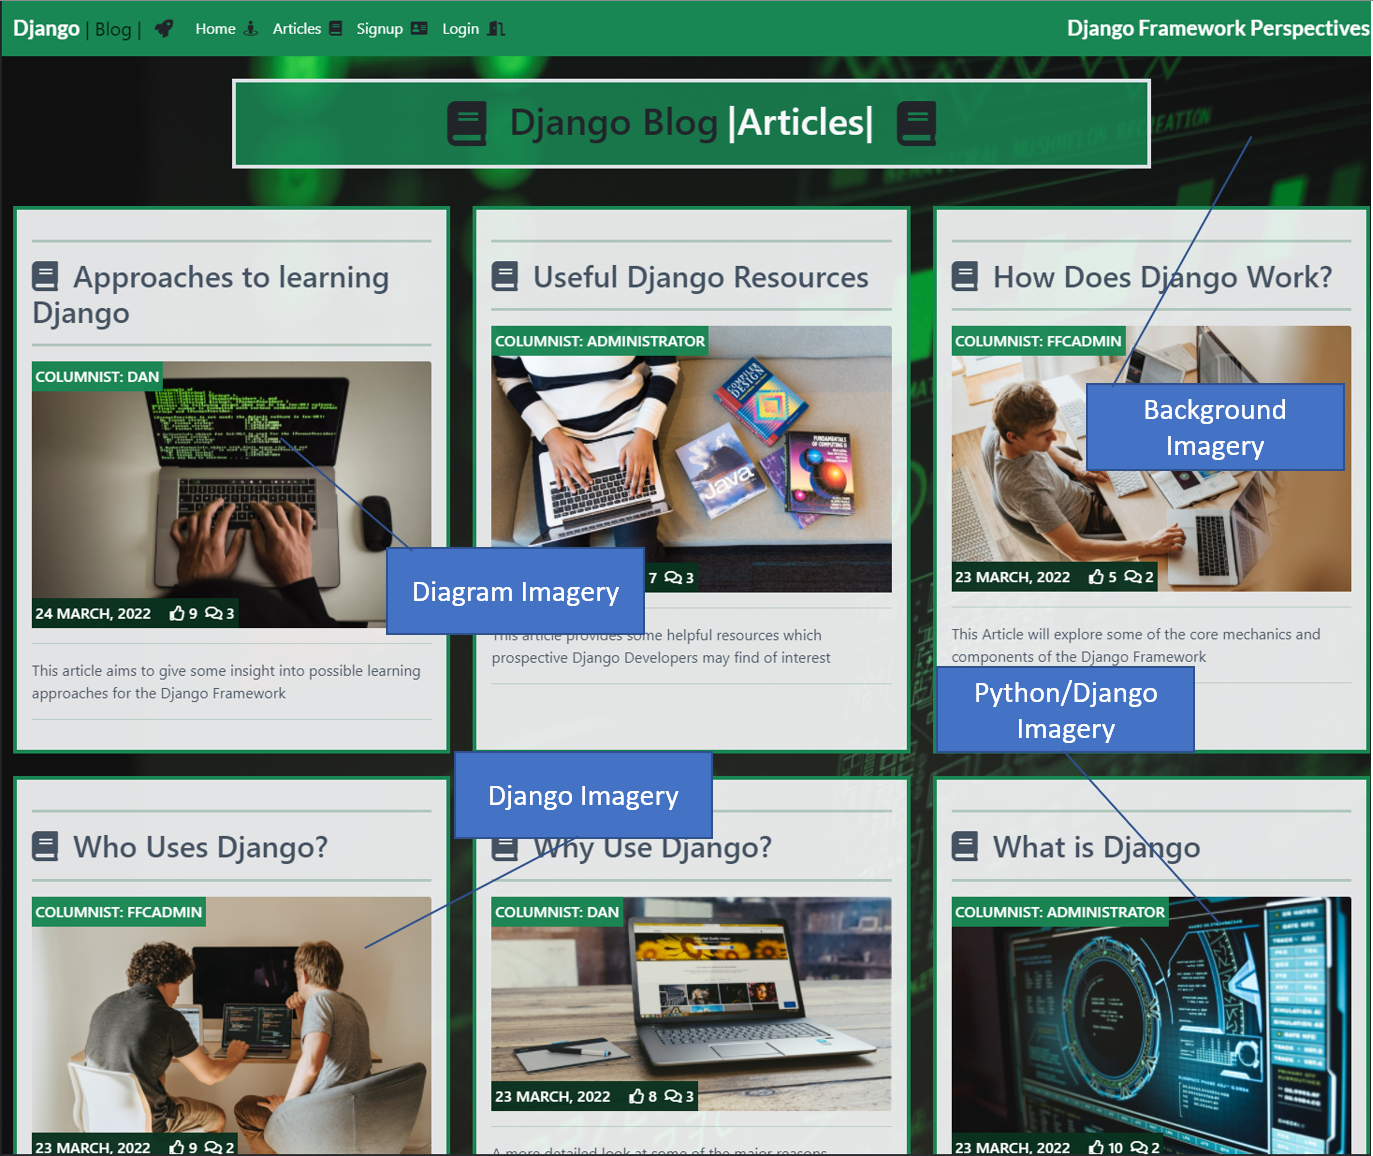 Django | Blog | Home Articles Signup Login Django Framework Perspectives
Django Blog |Articles|
Approaches to learning
Django
COLUMNIST: DAN
24 MARCH, 2022 9 3
This article aims to give some insight into possible learning
approaches for the Django Framework
Useful Django Resources
COLUMNIST: ADMINISTRATOR
COMPILER
DESIGN
Java
FUNDAMENTALS
OF COMPUTING II
7 3
This article provides some helpful resources which
prospective Django Developers may find of interest
How Does Django Work?
COLUMNIST: FFCADMIN
23 MARCH, 2022 5 2
This Article will explore some of the core mechanics and
components of the Django Framework
Background
Imagery
Diagram Imagery
Python/Django
Imagery
Django Imagery
Who Uses Django?
COLUMNIST: FFCADMIN
23 MARCH, 2022 9 2
Why Use Django?
COLUMNIST: DAN
23 MARCH, 2022 8 3
A more detailed look at some of the major reasons
What is Django
COLUMNIST: ADMINISTRATOR
23 MARCH, 2022 10 2